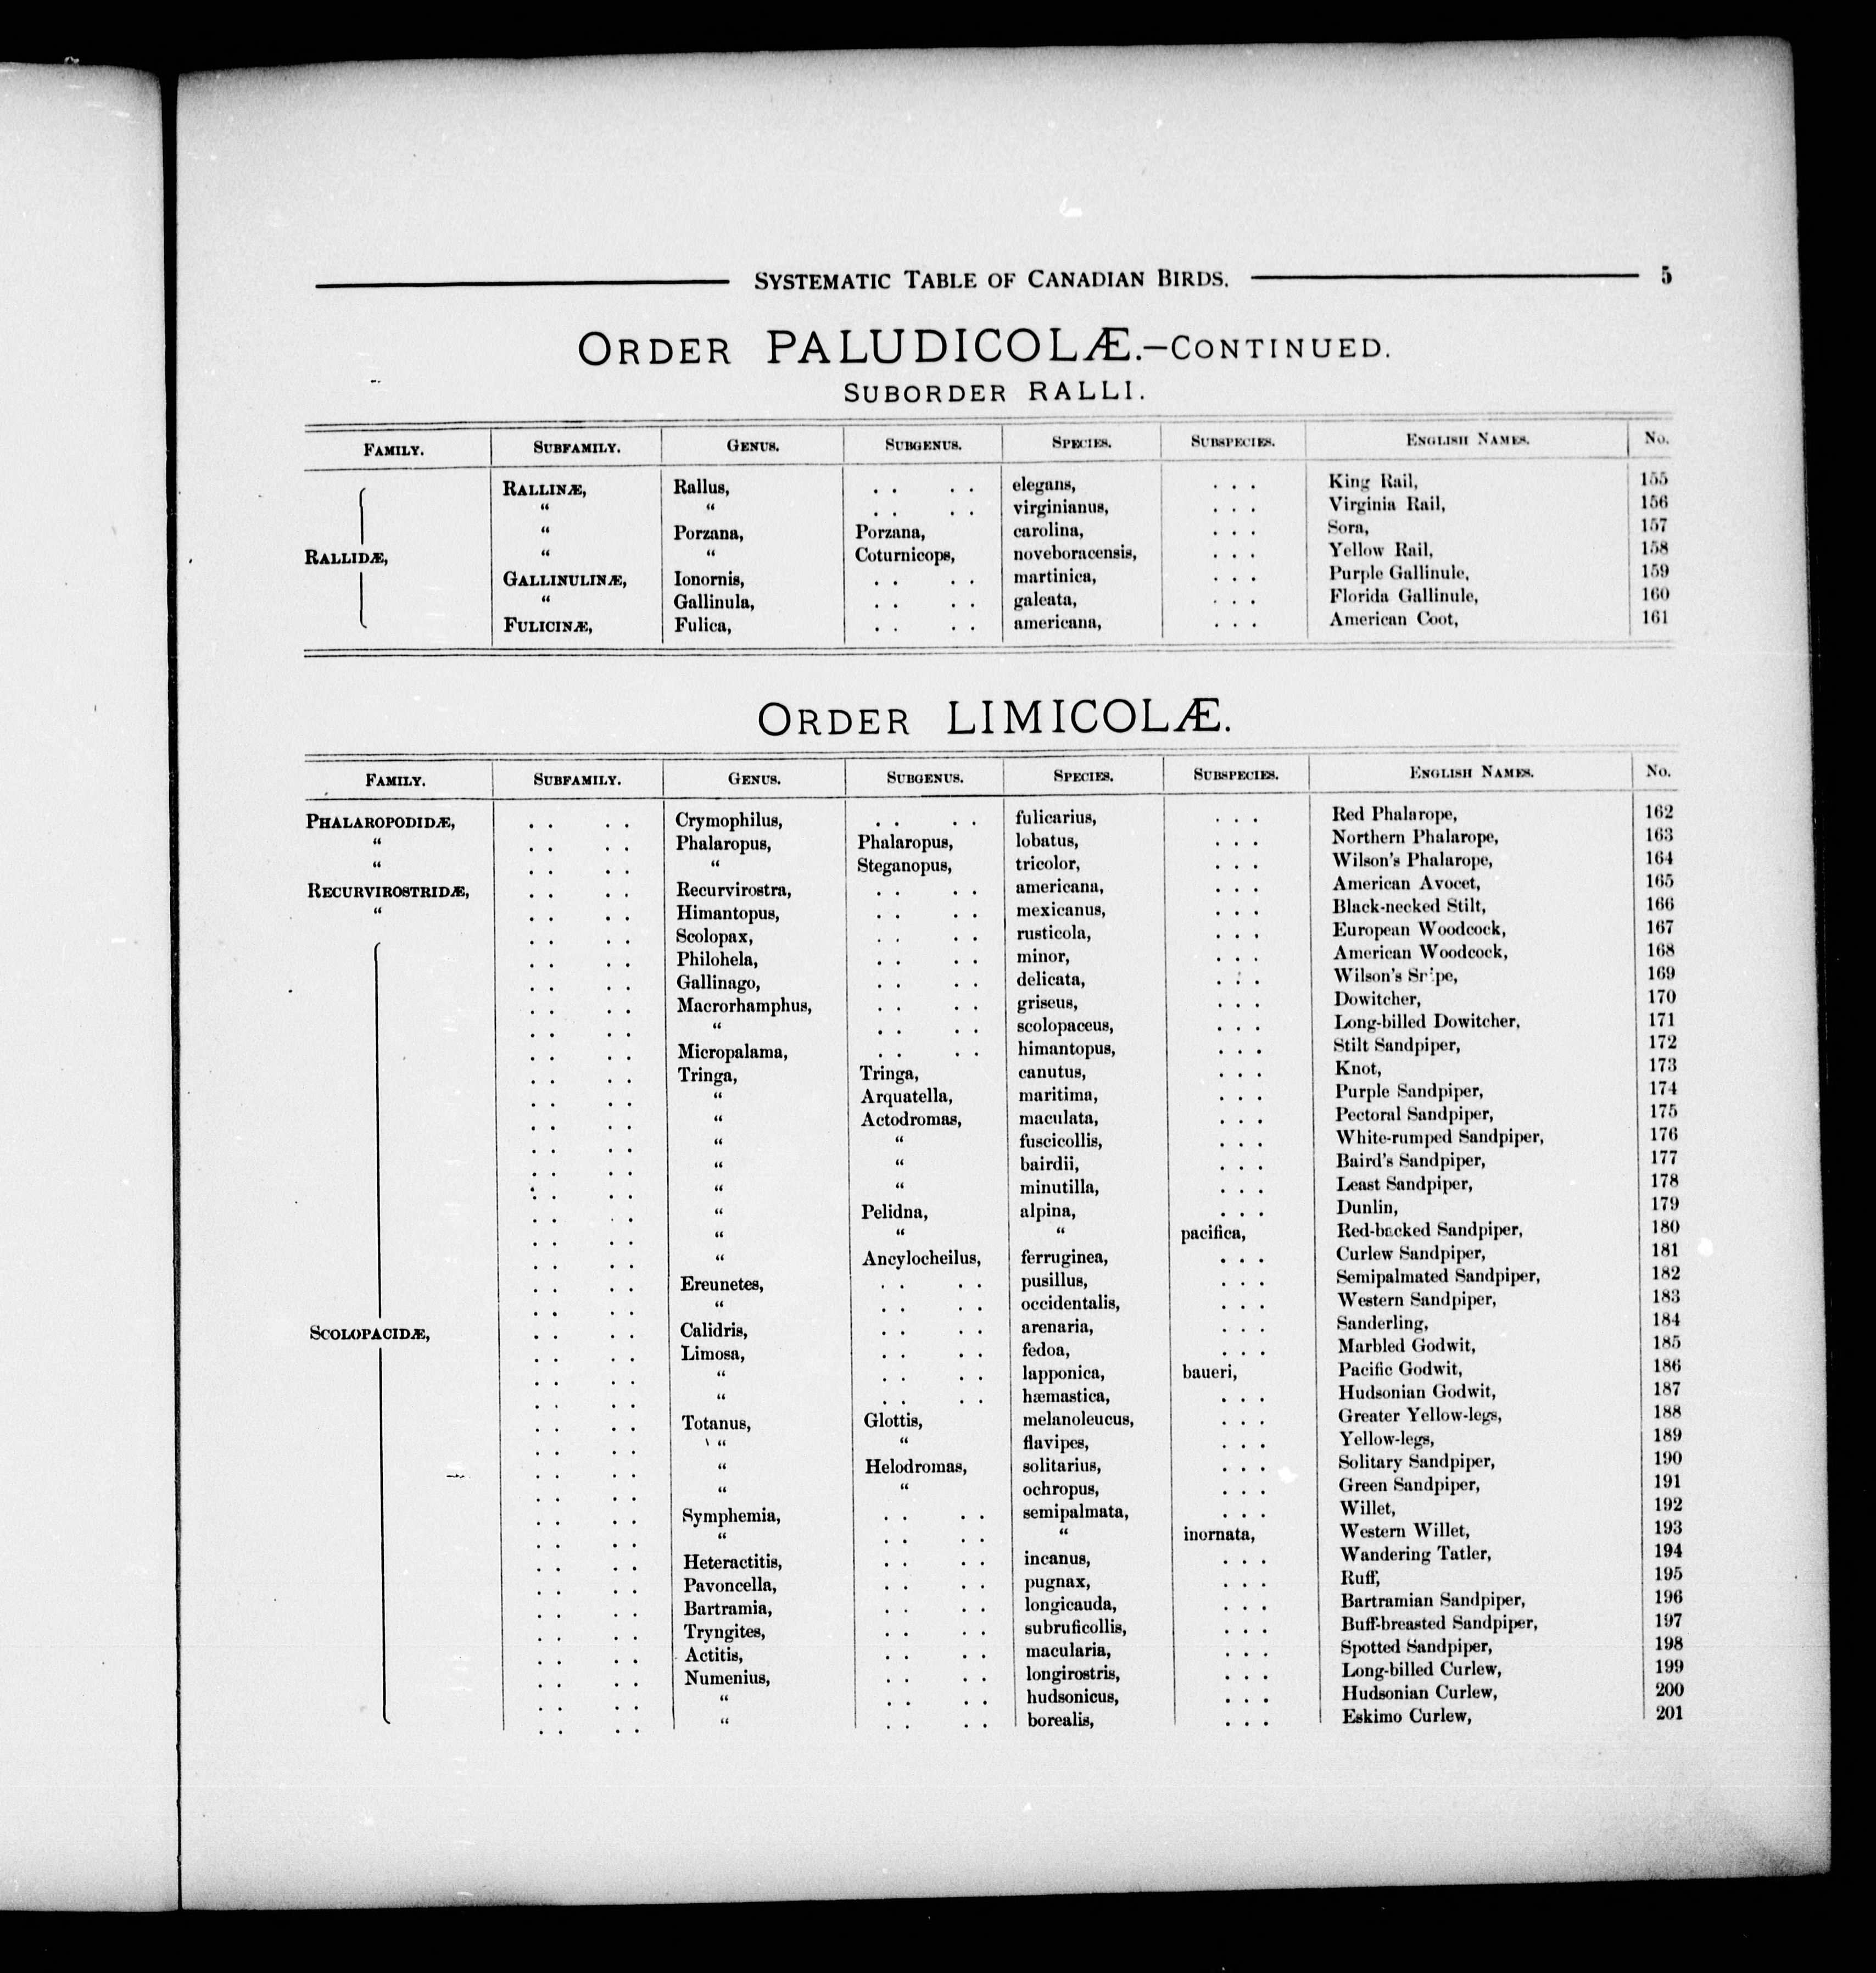 SYSTEMATIC TABLE OF CANADIAN BIRDS. 5
ORDER PALUDICOLÆ.—CONTINUED.
SUBORDER RALLI.
FAMILY. SUBFAMILY. GENUS. SUBGENUS. SPECIES. SUBSPECIES. ENGLISH NAMES. No.
RALLINÆ, Rallus, . . . . elegans, . . . King Rail, 155
“ “ . . . . virginianus, . . . Virginia Rail, 156
“ Porzana, Porzana, carolina, . . . Sora, 157
RALLIDÆ, “ “ Coturnicops, noveboracensis, . . . Yellow Rail, 158
GALLINULINÆ, Ionornis, . . . . martinica, . . . Purple Gallinule, 159
“ Gallinula, . . . . galeata, . . . Florida Gallinule, 160
FULICINÆ, Fulica, . . . . americana, . . . American Coot, 161
ORDER LIMICOLÆ.
FAMILY. SUBFAMILY. GENUS. SUBGENUS. SPECIES. SUBSPECIES. ENGLISH NAMES. No.
PHALAROPODIDÆ, . . . . Crymophilus, . . . . fulicarius, . . . Red Phalarope, 162
“ . . . . Phalaropus, Phalaropus, lobatus, . . . Northern Phalarope, 163
“ . . . . “ Steganopus, tricolor, . . . Wilson's Phalarope, 164
RECURVIROSTRIDÆ, . . . . Recurvirostra, . . . . americana, . . . American Avocet, 165
“ . . . . Himantopus, . . . . mexicanus, . . . Black-necked Stilt, 166
. . . . Scolopax, . . . . rusticola, . . . European Woodcock, 167
. . . . Philohela, . . . . minor, . . . American Woodcock, 168
. . . . Gallinago, . . . . delicata, . . . Wilson's Snipe, 169
. . . . Macrorhamphus, . . . . griseus, . . . Dowitcher, 170
. . . . “ . . . . scolopaceus, . . . Long-billed Dowitcher, 171
. . . . Micropalama, . . . . himantopus, . . . Stilt Sandpiper, 172
. . . . Tringa, Tringa, canutus, . . . Knot, 173
. . . . “ Arquatella, maritima, . . . Purple Sandpiper, 174
. . . . “ Actodromas, maculata, . . . Pectoral Sandpiper, 175
. . . . “ “ fuscicollis, . . . White-rumped Sandpiper, 176
. . . . “ “ bairdii, . . . Baird's Sandpiper, 177
. . . . “ “ minutilla, . . . Least Sandpiper, 178
. . . . “ Pelidna, alpina, . . . Dunlin, 179
. . . . “ “ “ pacifica, Red-backed Sandpiper, 180
. . . . “ Ancylocheilus, ferruginea, . . . Curlew Sandpiper, 181
. . . . Ereunetes, . . . . pusillus, . . . Semipalmated Sandpiper, 182
. . . . “ . . . . occidentalis, . . . Western Sandpiper, 183
SCOLOPACIDÆ, . . . . Calidris, . . . . arenaria, . . . Sanderling, 184
. . . . Limosa, . . . . fedoa, . . . Marbled Godwit, 185
. . . . “ . . . . lapponica, baueri, Pacific Godwit, 186
. . . . “ . . . . hæmastica, . . . Hudsonian Godwit, 187
. . . . Totanus, Glottis, melanoleucus, . . . Greater Yellow-legs, 188
. . . . “ “ flavipes, . . . Yellow-legs, 189
. . . . “ Helodromas, solitarius, . . . Solitary Sandpiper, 190
. . . . “ “ ochropus, . . . Green Sandpiper, 191
. . . . Symphemia, . . . . semipalmata, . . . Willet, 192
. . . . “ . . . . “ inornata, Western Willet, 193
. . . . Heteractitis, . . . . incanus, . . . Wandering Tatler, 194
. . . . Pavoncella, . . . . pugnax, . . . Ruff, 195
. . . . Bartramia, . . . . longicauda, . . . Bartramian Sandpiper, 196
. . . . Tryngites, . . . . subruficollis, . . . Buff-breasted Sandpiper, 197
. . . . Actitis, . . . . macularia, . . . Spotted Sandpiper, 198
. . . . Numenius, . . . . longirostris, . . . Long-billed Curlew, 199
. . . . “ . . . . hudsonicus, . . . Hudsonian Curlew, 200
. . . . “ . . . . borealis, . . . Eskimo Curlew, 201